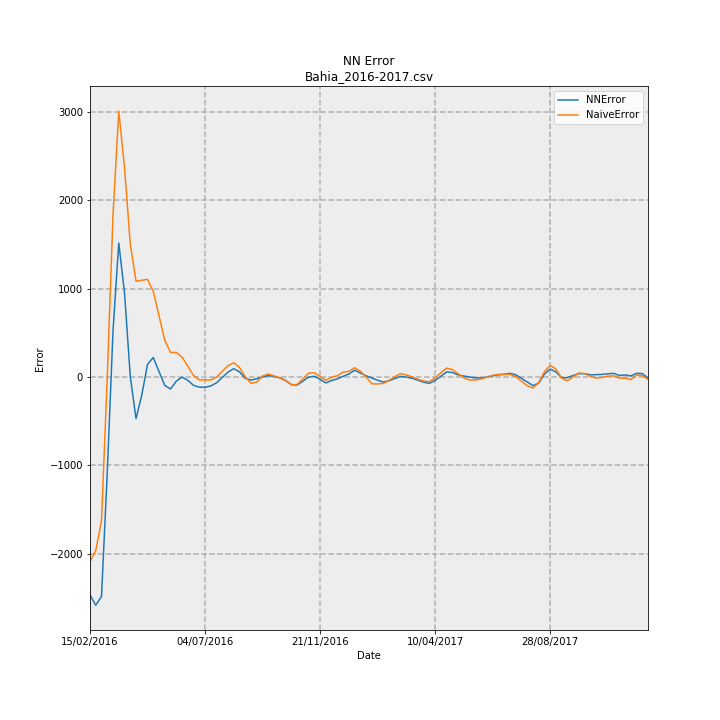 NN Error
Bahia_2016-2017.csv
NNError
NaiveError
3000
2000
1000
0
−1000
−2000
Error
15/02/2016
04/07/2016
21/11/2016
10/04/2017
28/08/2017
Date